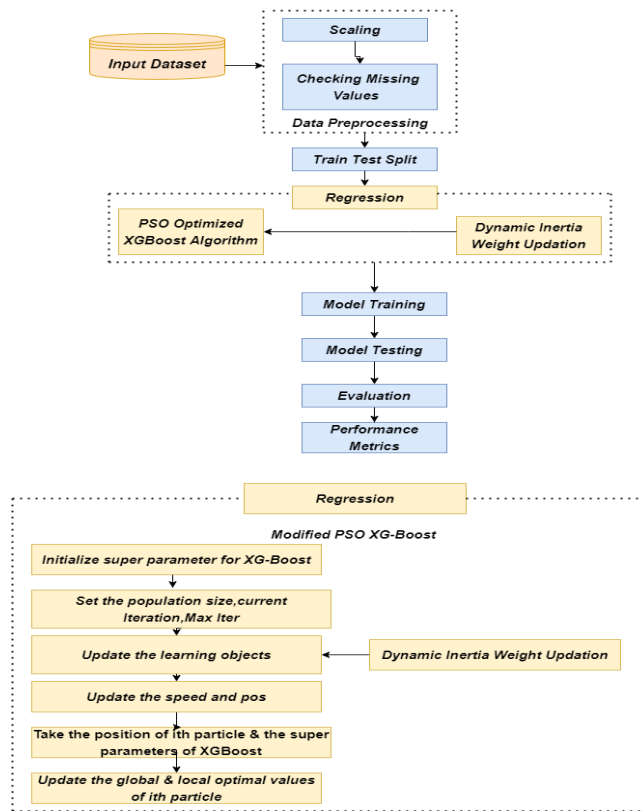 Scaling
Input Dataset
Checking Missing
Values
Data Preprocessing
Train Test Split
Regression
PSO Optimized
XGBoost Algorithm
Dynamic Inertia
Weight Updation
Model Training
Model Testing
Evaluation
Performance
Metrics
Regression
Modified PSO XG-Boost
Initialize super parameter for XG-Boost
Set the population size,current
Iteration,Max Iter
Update the learning objects
Dynamic Inertia Weight Updation
Update the speed and pos
Take the position of ith particle & the super
parameters of XGBoost
Update the global & local optimal values
of ith particle